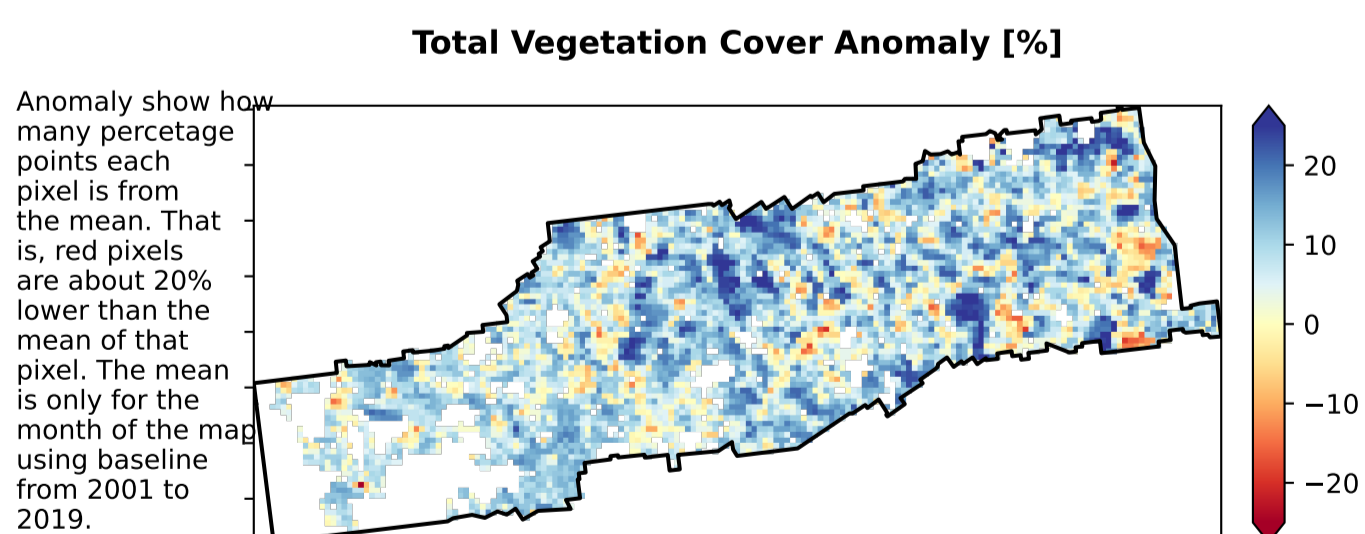 Total Vegetation Cover Anomaly [%]
Anomaly show how
many percetage
points each
pixel is from
the mean. That
is, red pixels
are about 20%
lower than the
mean of that
pixel. The mean
is only for the
month of the map
using baseline
from 2001 to
2019.
20
10
0
−10
−20